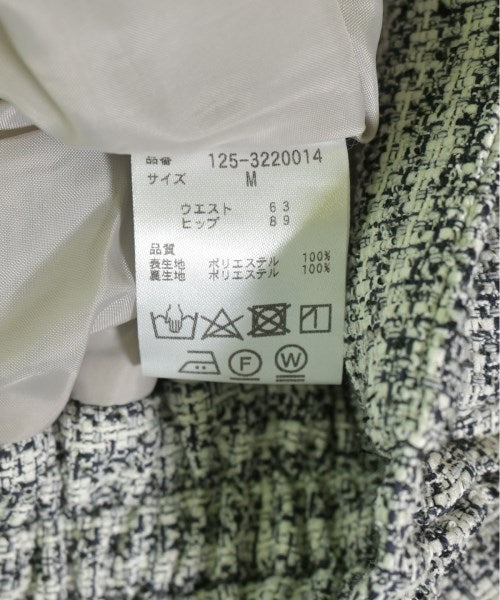 品番 125-3220014
サイズ M
ウエスト 63
ヒップ 89
品質
表生地 ポリエステル 100%
裏生地 ポリエステル 100%
F W